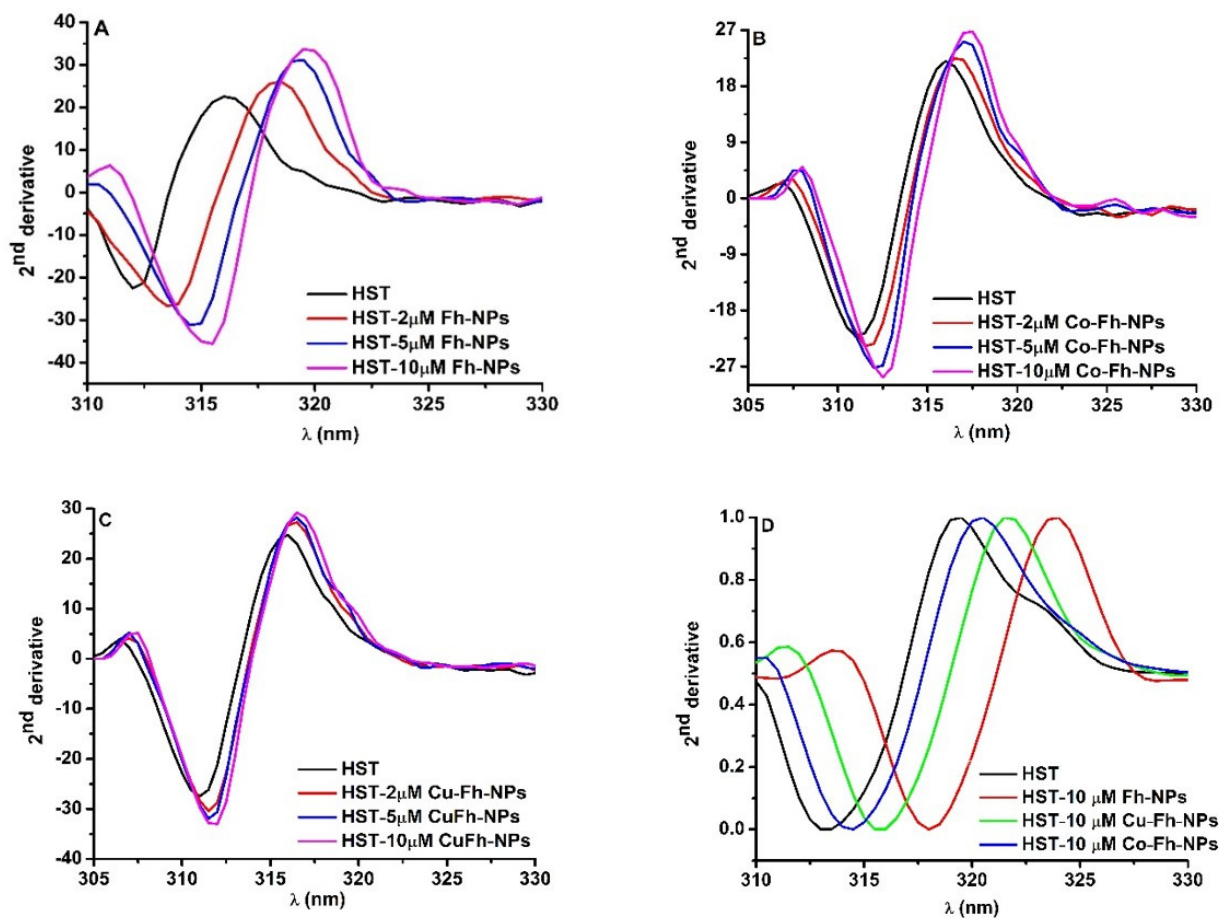 A
40
30
20
10
0
-10
-20
-30
-40
2nd derivative
HST
HST-2μM Fh-NPs
HST-5μM Fh-NPs
HST-10μM Fh-NPs
310 315 320 325 330
λ (nm)
B
27
18
9
0
-9
-18
-27
2nd derivative
HST
HST-2μM Co-Fh-NPs
HST-5μM Co-Fh-NPs
HST-10μM Co-Fh-NPs
305 310 315 320 325 330
λ (nm)
C
30
20
10
0
-10
-20
-30
-40
2nd derivative
HST
HST-2μM Cu-Fh-NPs
HST-5μM CuFh-NPs
HST-10μM CuFh-NPs
305 310 315 320 325 330
λ (nm)
D
1.0
0.8
0.6
0.4
0.2
0.0
2nd derivative
HST
HST-10 μM Fh-NPs
HST-10 μM Cu-Fh-NPs
HST-10 μM Co-Fh-NPs
310 315 320 325 330
λ (nm)